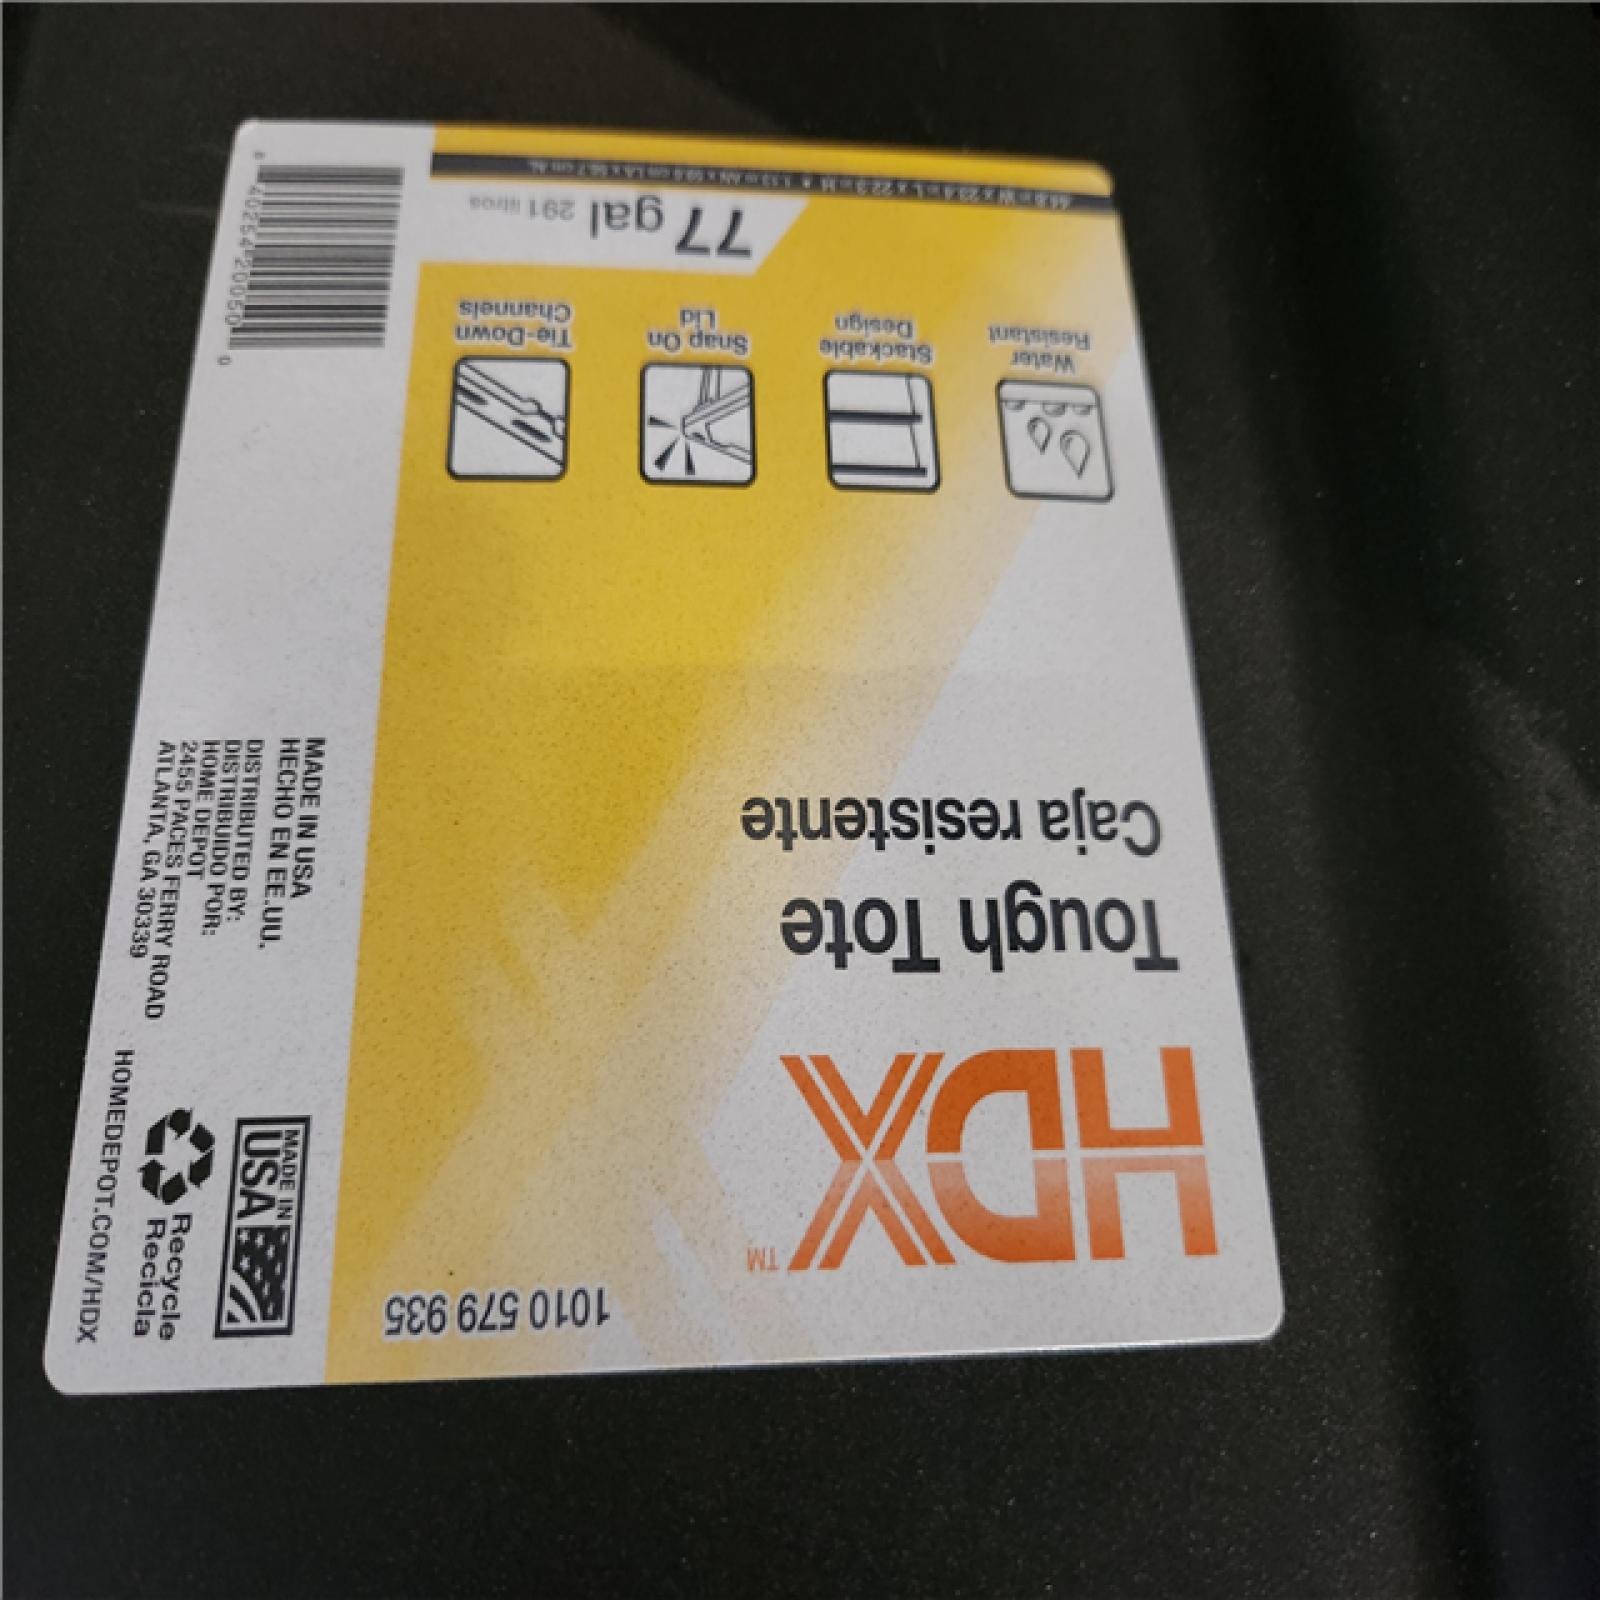 1010 579 935
HDX™
Tough Tote
Caja resistente
Water
Resistant
Stackable
Design
Snap On
Lid
Tie-Down
Channels
77 gal 291 litros
MADE IN USA
HECHO EN EE.UU.
DISTRIBUTED BY:
DISTRIBUIDO POR:
HOME DEPOT
2455 PACES FERRY ROAD
ATLANTA, GA 30339
MADE IN
USA
Recycle
Recicla
HOMEDEPOT.COM/HDX